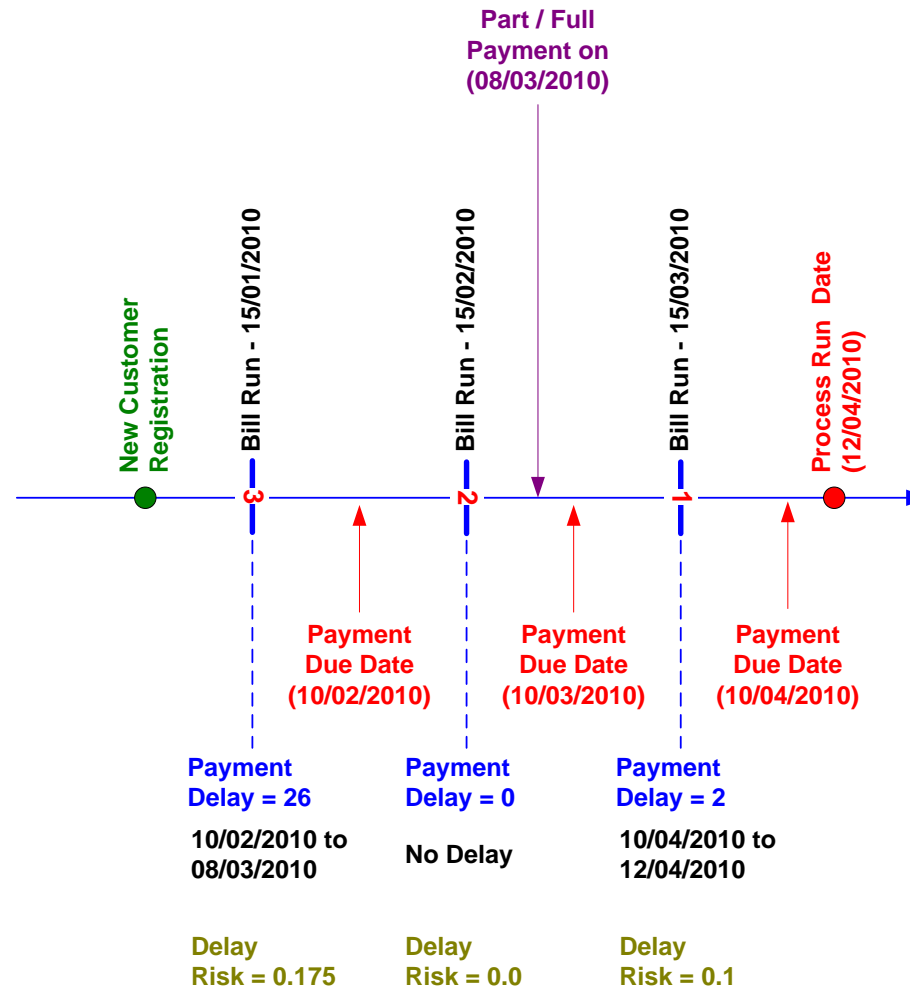 Part / Full
Payment on
(08/03/2010)
New Customer
Registration
Bill Run - 15/01/2010
Bill Run - 15/02/2010
Bill Run - 15/03/2010
Process Run Date
(12/04/2010)
3
2
1
Payment
Due Date
(10/02/2010)
Payment
Due Date
(10/03/2010)
Payment
Due Date
(10/04/2010)
Payment
Delay = 26
Payment
Delay = 0
Payment
Delay = 2
10/02/2010 to
08/03/2010
No Delay
10/04/2010 to
12/04/2010
Delay
Risk = 0.175
Delay
Risk = 0.0
Delay
Risk = 0.1